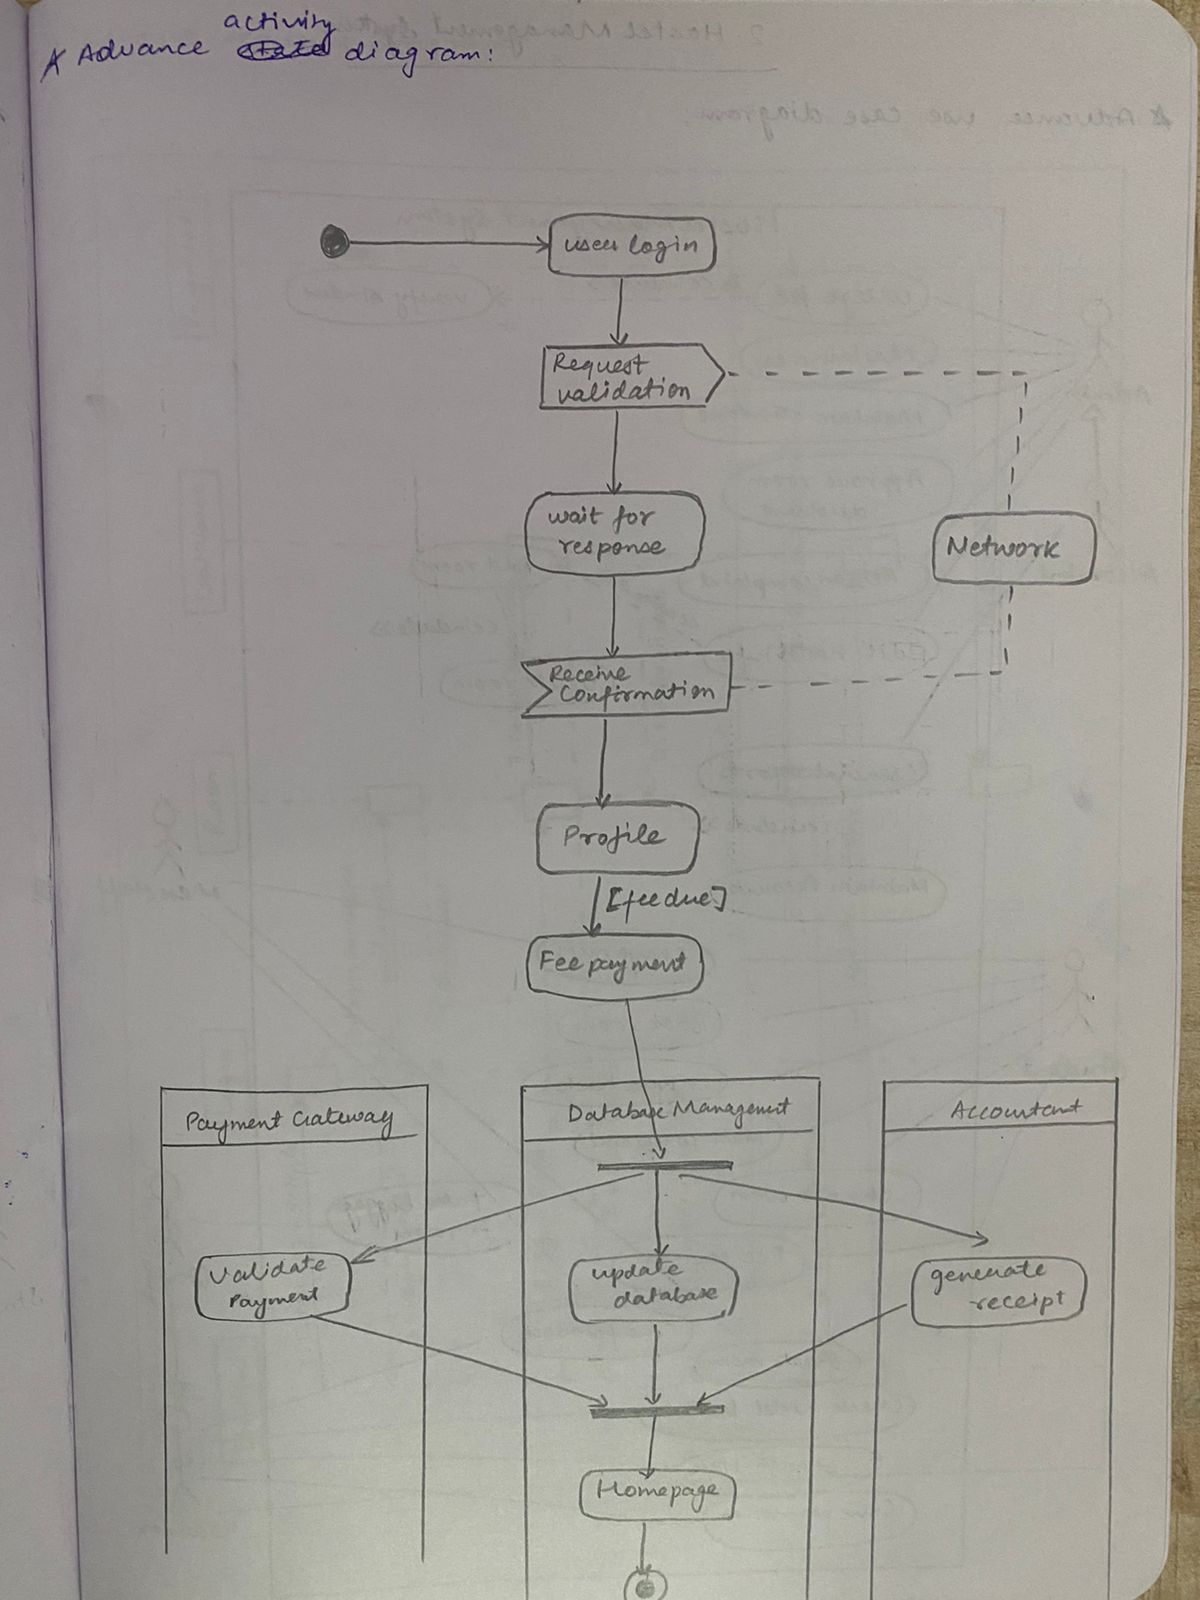 activity
* Advance diagram:
user login
Request
validation
wait for
response
Network
Receive
Confirmation
Profile
[fee due]
Fee payment
Payment Gateway
Database Management
Accountant
Validate
Payment
update
database
generate
receipt
Homepage